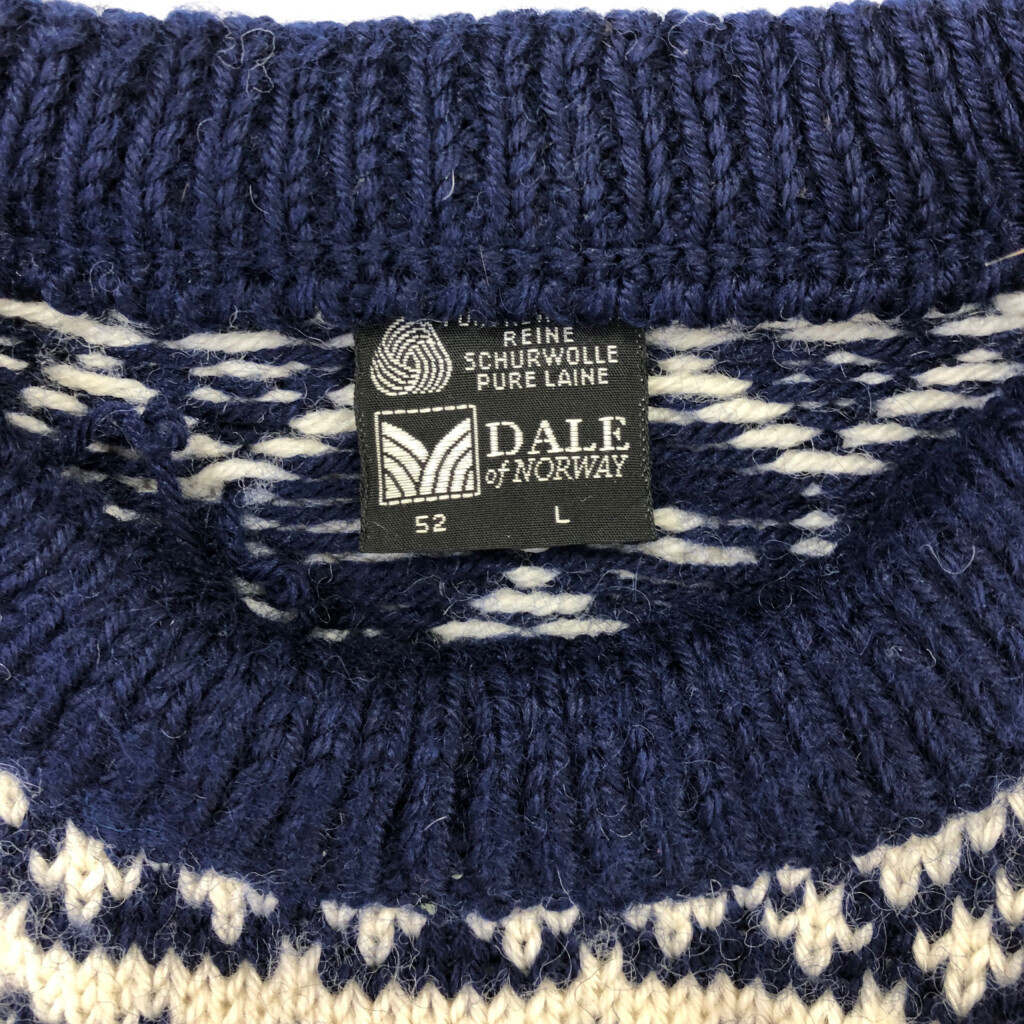 REINE
SCHURWOLLE
PURE LAINE
DALE
of NORWAY
52 L